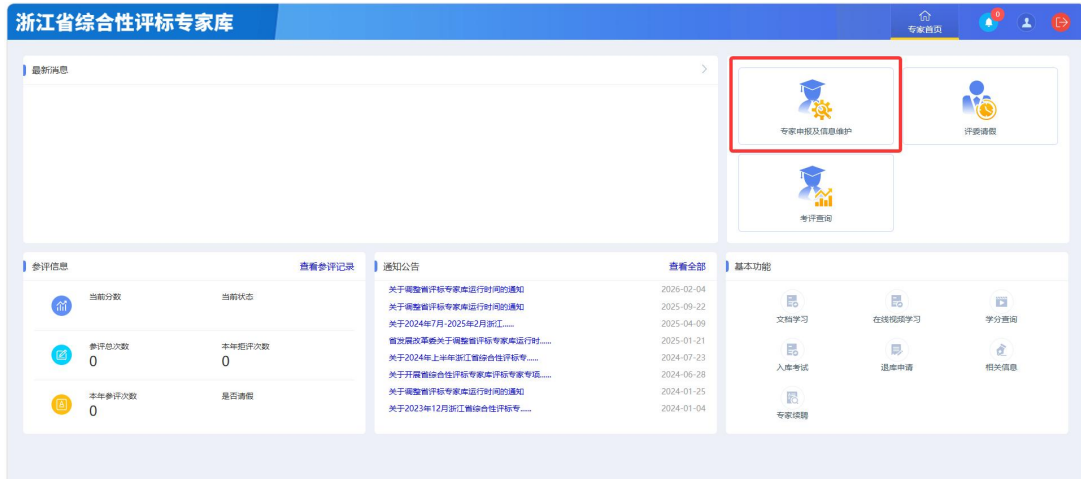 浙江省综合性评标专家库
专家首页
0
最新消息
专家申报及信息维护
评委请假
考评查询
参评信息
查看参评记录
当前分数
当前状态
参评总次数
0
本年拒评次数
0
本年参评次数
0
是否请假
通知公告
查看全部
关于调整省评标专家库运行时间的通知
2026-02-04
关于调整省评标专家库运行时间的通知
2025-09-22
关于2024年7月-2025年2月浙江......
2025-04-09
省发展改革委关于调整省评标专家库运行时......
2025-01-21
关于2024年上半年浙江省综合性评标专......
2024-07-23
关于开展省综合性评标专家库评标专家专项......
2024-06-28
关于调整省评标专家库运行时间的通知
2024-01-25
关于2023年12月浙江省综合性评标专......
2024-01-04
基本功能
文档学习
在线视频学习
学分查询
入库考试
退库申请
相关信息
专家续聘